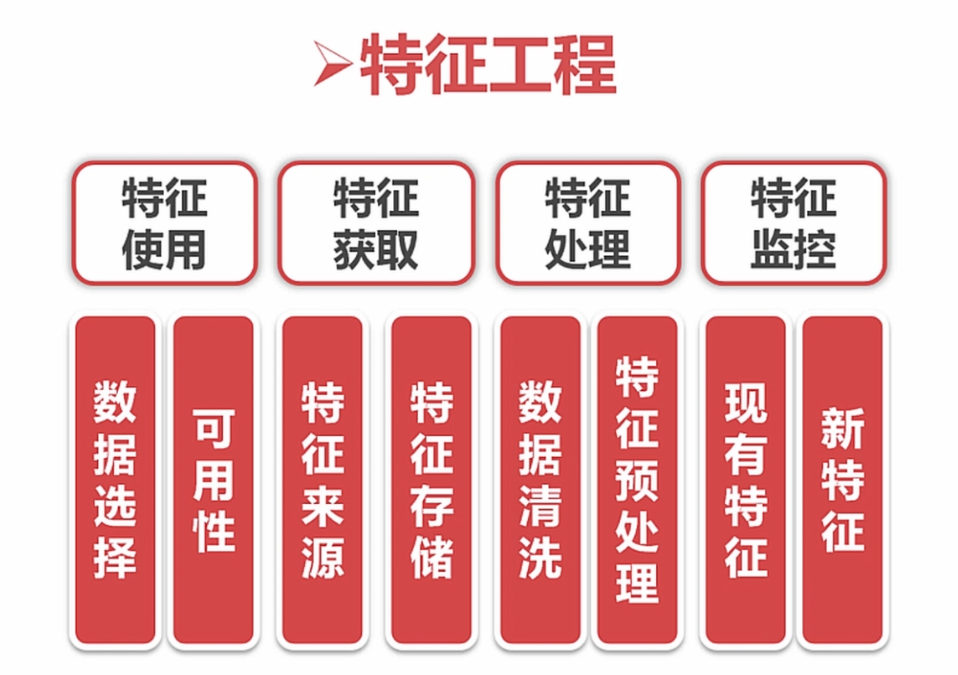 特征工程
特征
使用
特征
获取
特征
处理
特征
监控
数据选择
可用性
特征来源
特征存储
数据清洗
特征预处理
现有特征
新特征